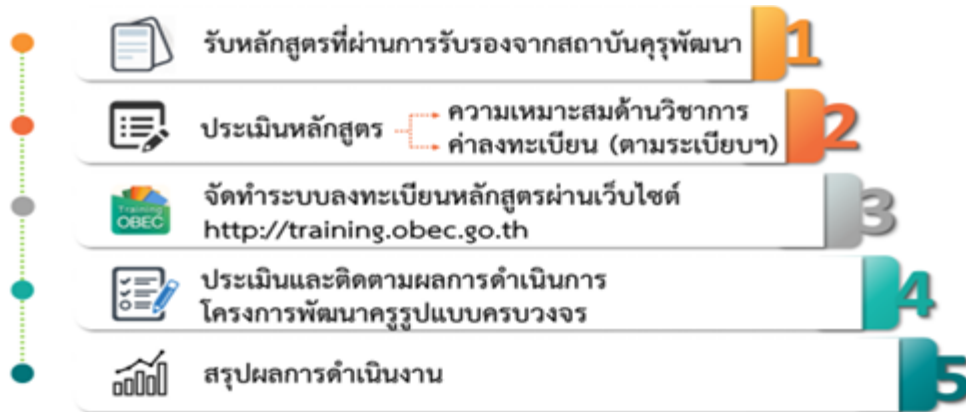 รับหลักสูตรที่ผ่านการรับรองจากสถาบันคุรุพัฒนา
1
ประเมินหลักสูตร
ความเหมาะสมด้านวิชาการ
ค่าลงทะเบียน (ตามระเบียบฯ)
2
Training
OBEC
จัดทำระบบลงทะเบียนหลักสูตรผ่านเว็บไซต์
http://training.obec.go.th
3
ประเมินและติดตามผลการดำเนินการ
โครงการพัฒนาครูรูปแบบครบวงจร
4
สรุปผลการดำเนินงาน
5